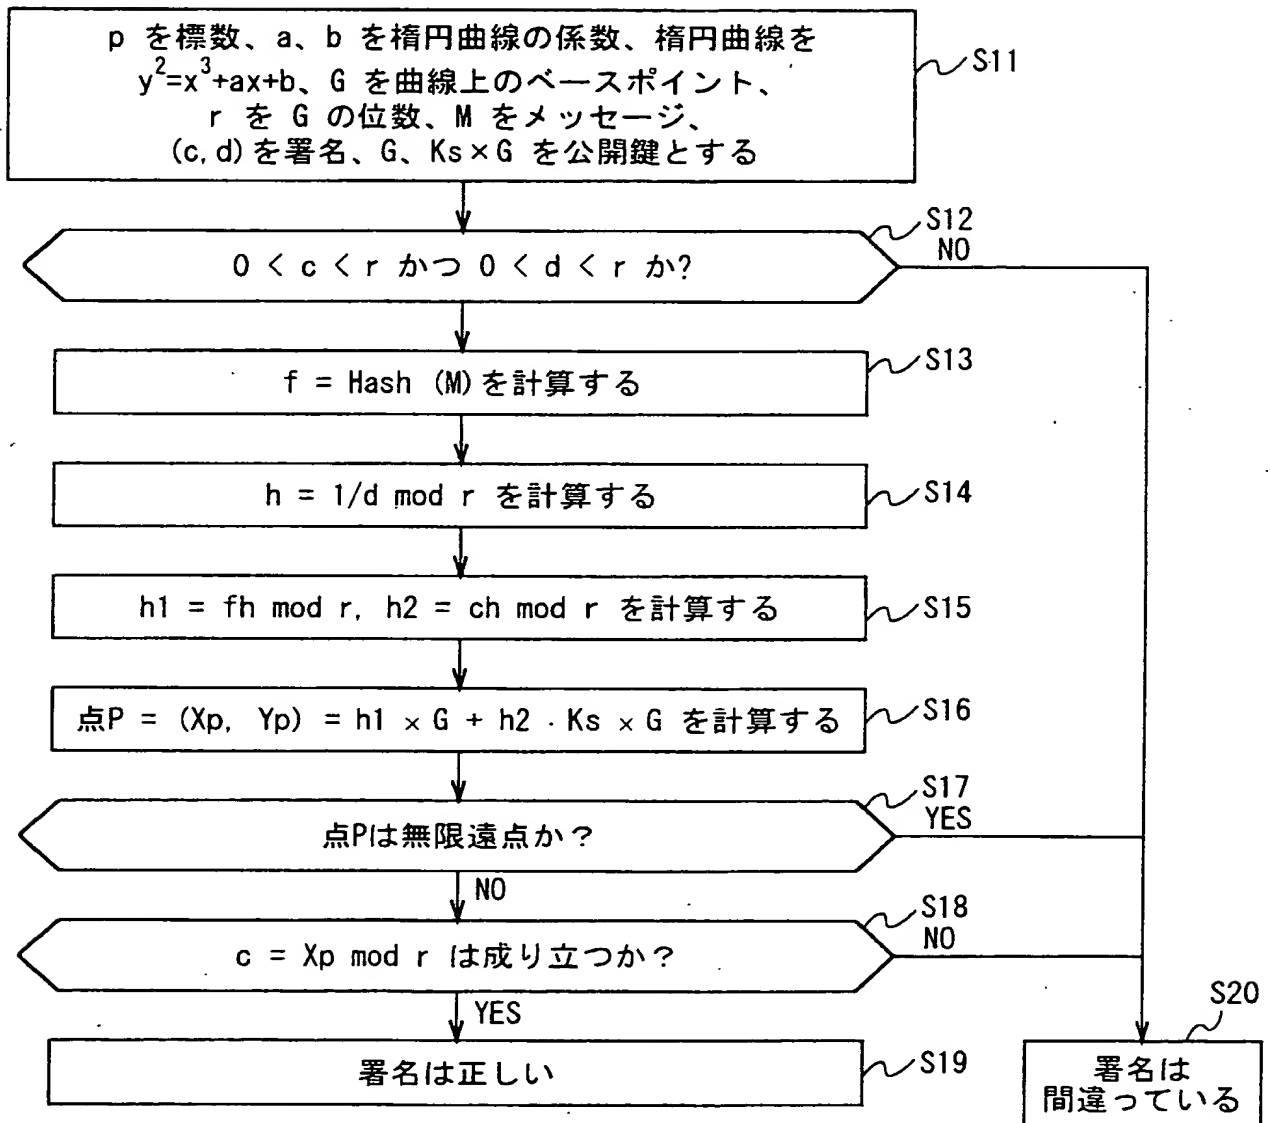 p を標数、a、b を楕円曲線の係数、楕円曲線を
y²=x³+ax+b、G を曲線上のベースポイント、
r を G の位数、M をメッセージ、
(c,d)を署名、G、Ks×G を公開鍵とする
S11
S12
0 < c < r かつ 0 < d < r か?
NO
f = Hash (M)を計算する
S13
h = 1/d mod r を計算する
S14
h1 = fh mod r, h2 = ch mod r を計算する
S15
点P = (Xp, Yp) = h1 × G + h2 · Ks × G を計算する
S16
S17
点Pは無限遠点か?
YES
NO
S18
c = Xp mod r は成り立つか?
NO
YES
署名は正しい
S19
S20
署名は
間違っている